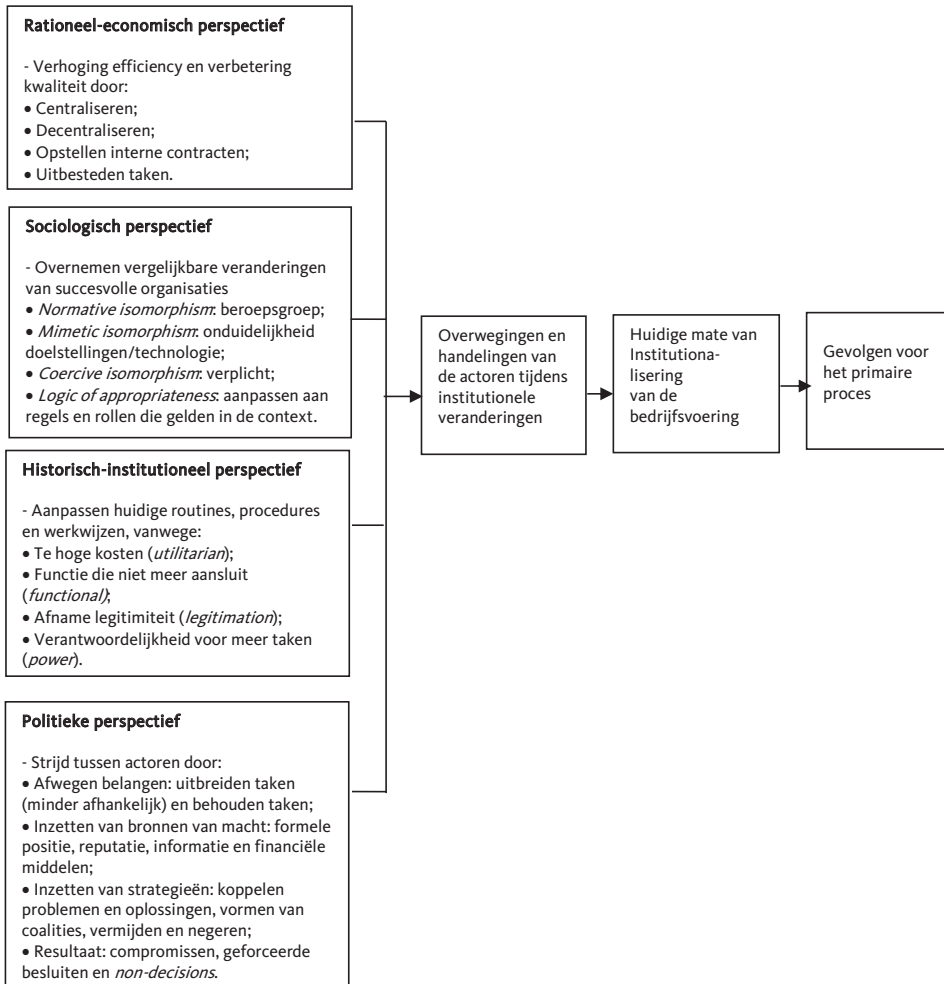 Rationeel-economisch perspectief
- Verhoging efficiency en verbetering
kwaliteit door:
• Centraliseren;
• Decentraliseren;
• Opstellen interne contracten;
• Uitbesteden taken.
Sociologisch perspectief
- Overnemen vergelijkbare veranderingen
van succesvolle organisaties
• Normative isomorphism: beroepsgroep;
• Mimetic isomorphism: onduidelijkheid
doelstellingen/technologie;
• Coercive isomorphism: verplicht;
• Logic of appropriateness: aanpassen aan
regels en rollen die gelden in de context.
Historisch-institutioneel perspectief
- Aanpassen huidige routines, procedures
en werkwijzen, vanwege:
• Te hoge kosten (utilitarian);
• Functie die niet meer aansluit
(functional);
• Afname legitimiteit (legitimation);
• Verantwoordelijkheid voor meer taken
(power).
Politieke perspectief
- Strijd tussen actoren door:
• Afwegen belangen: uitbreiden taken
(minder afhankelijk) en behouden taken;
• Inzetten van bronnen van macht: formele
positie, reputatie, informatie en financiële
middelen;
• Inzetten van strategieën: koppelen
problemen en oplossingen, vormen van
coalities, vermijden en negeren;
• Resultaat: compromissen, geforceerde
besluiten en non-decisions.
Overwegingen en
handelingen van
de actoren tijdens
institutionele
veranderingen
Huidige mate van
Institutiona-
lisering
van de
bedrijfsvoering
Gevolgen voor
het primaire
proces